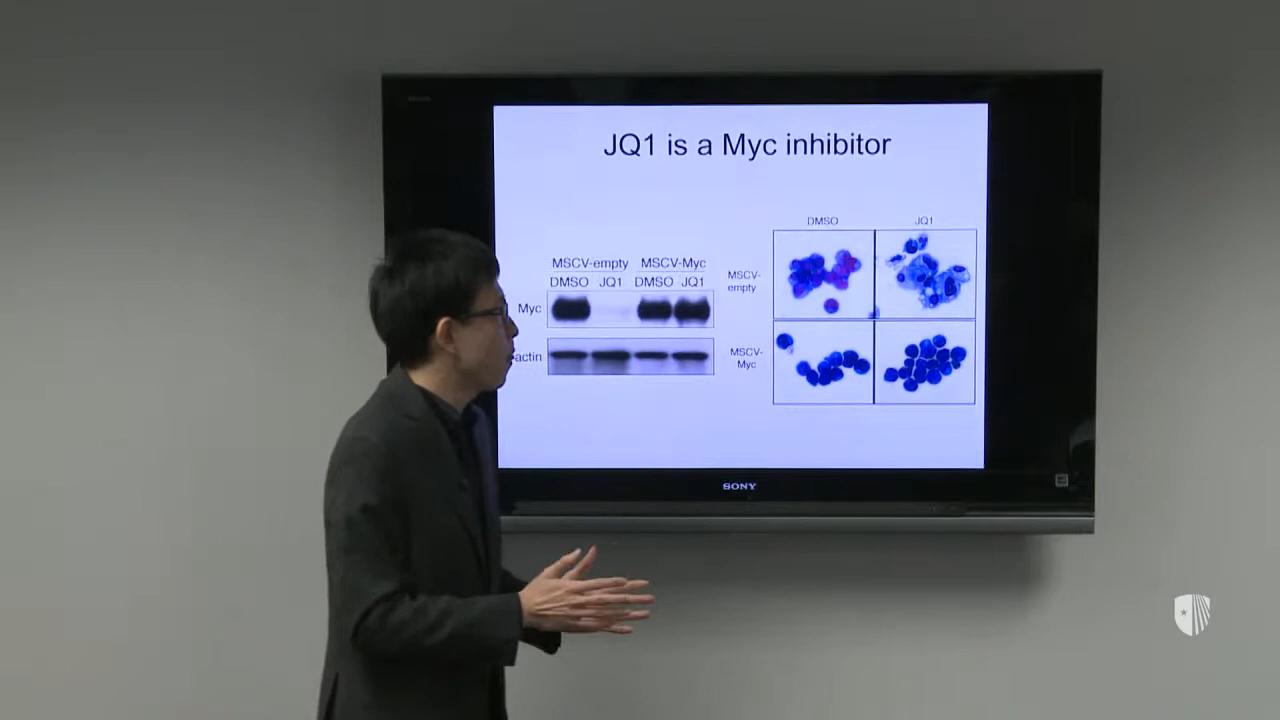 JQ1 is a Myc inhibitor
MSCV-empty MSCV-Myc
DMSO JQ1 DMSO JQ1
Myc
actin
DMSO JQ1
MSCV-
empty
MSCV-
Myc
SONY